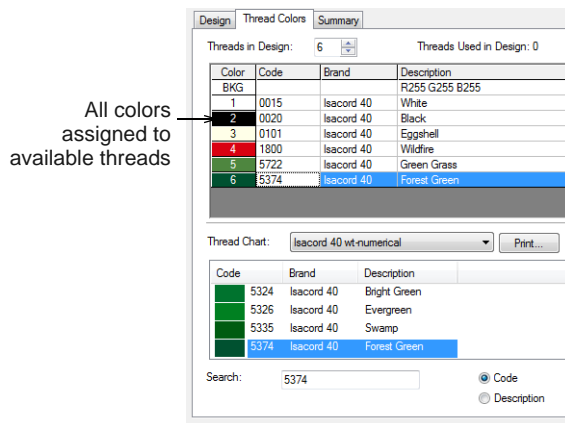 Design Thread Colors Summary
Threads in Design: 6 Threads Used in Design: 0
Color Code Brand Description
BKG R255 G255 B255
1 0015 Isacord 40 White
2 0020 Isacord 40 Black
3 0101 Isacord 40 Eggshell
4 1800 Isacord 40 Wildfire
5 5722 Isacord 40 Green Grass
6 5374 Isacord 40 Forest Green
All colors
assigned to
available threads
Thread Chart: Isacord 40 wt-numerical Print...
Code Brand Description
5324 Isacord 40 Bright Green
5326 Isacord 40 Evergreen
5335 Isacord 40 Swamp
5374 Isacord 40 Forest Green
Search: 5374 Code
Description